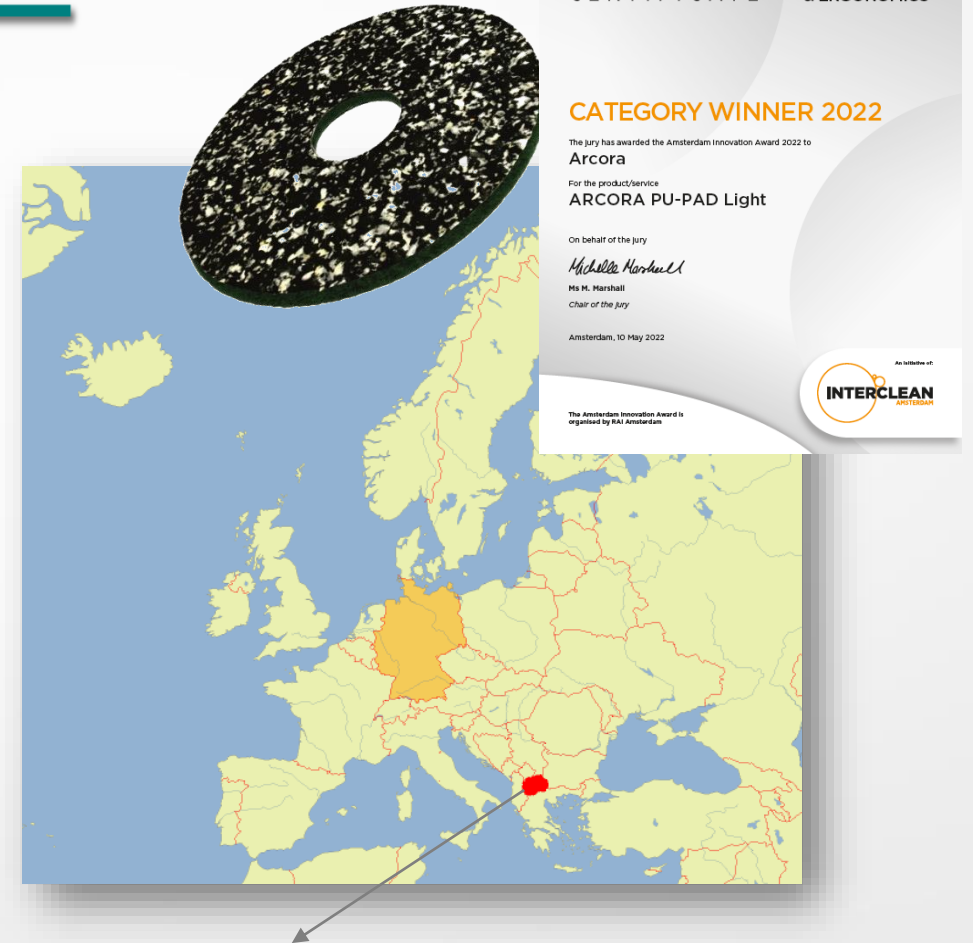 CATEGORY WINNER 2022
The jury has awarded the Amsterdam Innovation Award 2022 to
Arcora
For the product/service
ARCORA PU-PAD Light
On behalf of the jury
Michelle Marshall
Ms M. Marshall
Chair of the jury
Amsterdam, 10 May 2022
An initiative of:
INTERCLEAN
AMSTERDAM
The Amsterdam Innovation Award is
organised by RAI Amsterdam